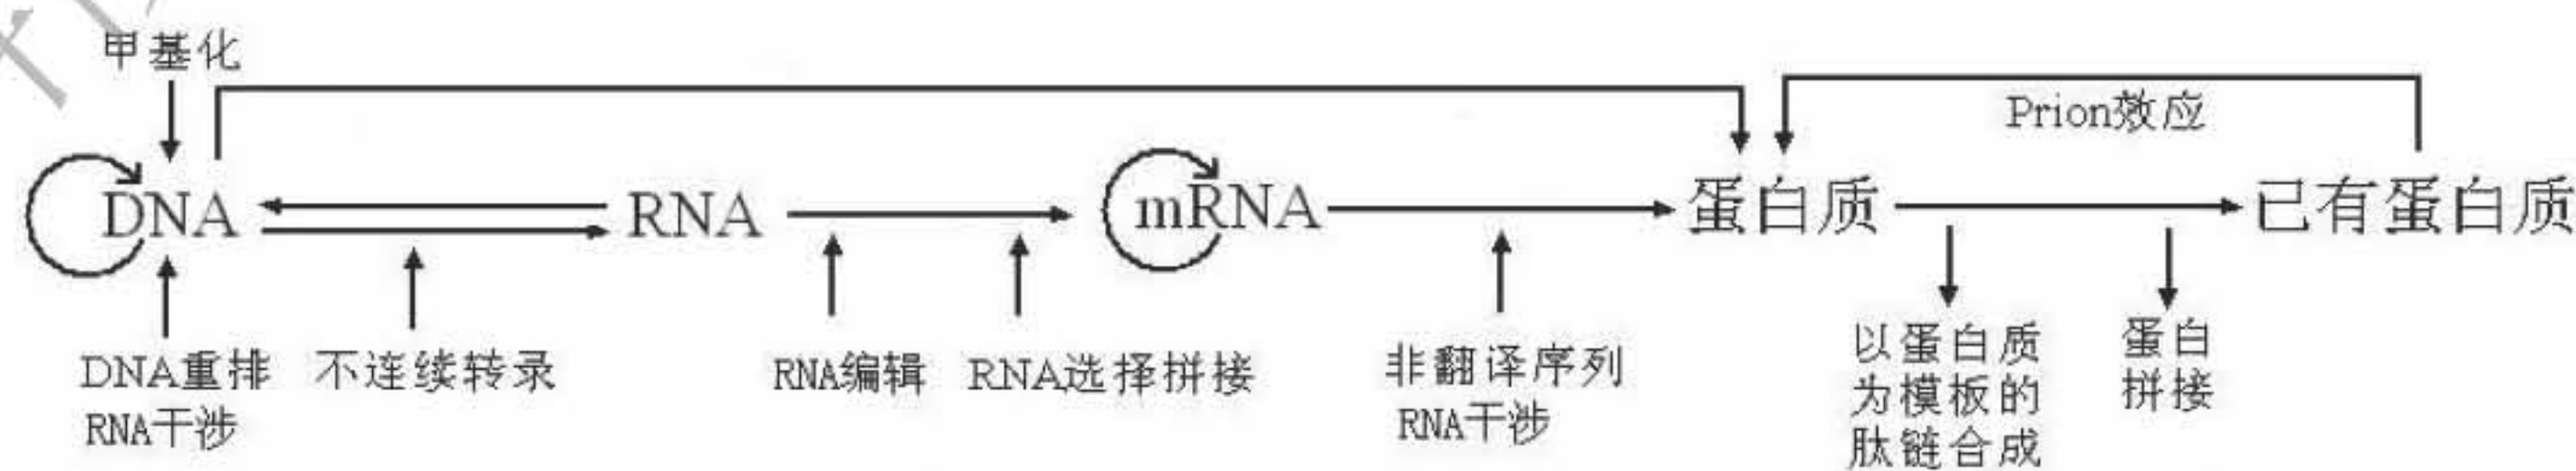 甲基化
Prion效应
DNA
RNA
mRNA
蛋白质
已有蛋白质
DNA重排
RNA干涉
不连续转录
RNA编辑
RNA选择拼接
非翻译序列
RNA干涉
以蛋白质
为模板的
肽链合成
蛋白
拼接